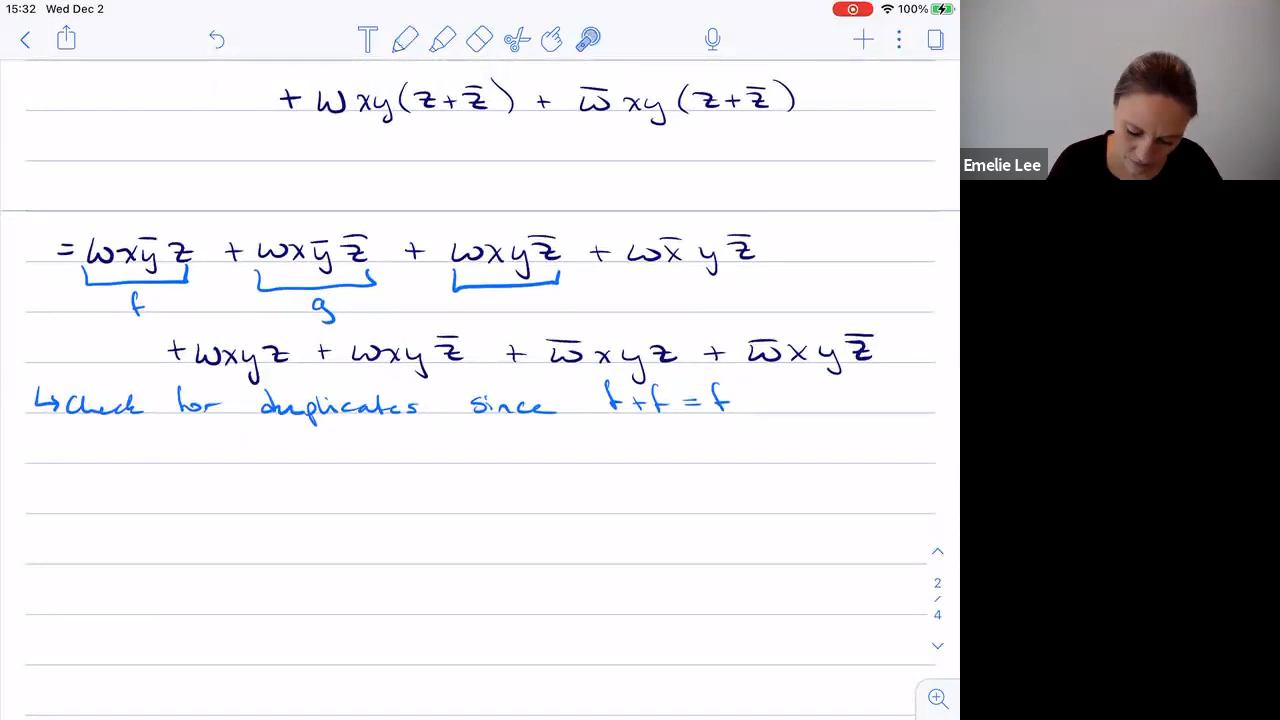 15:32 Wed Dec 2
100%
T
+ wxy(z+z̄) + w̄xy(z+z̄)
Emelie Lee
= wxȳz + wxȳz̄ + wxyz̄ + wx̄yz̄
f g
+ wxyz + wxyz̄ + w̄xyz + w̄xyz̄
↳ Check for duplicates since f+f=f
2
/
4